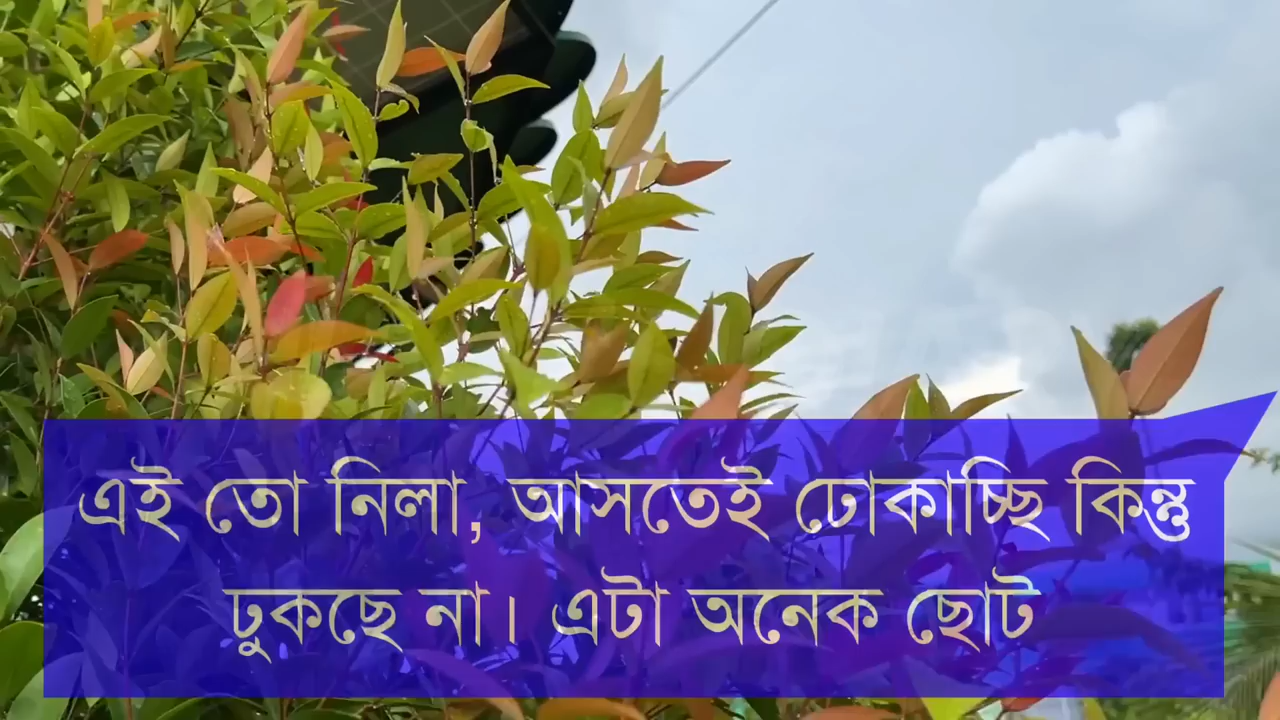 এই তো নিলা, আসতেই ঢোকাচ্ছি কিন্তু
ঢুকছে না। এটা অনেক ছোট